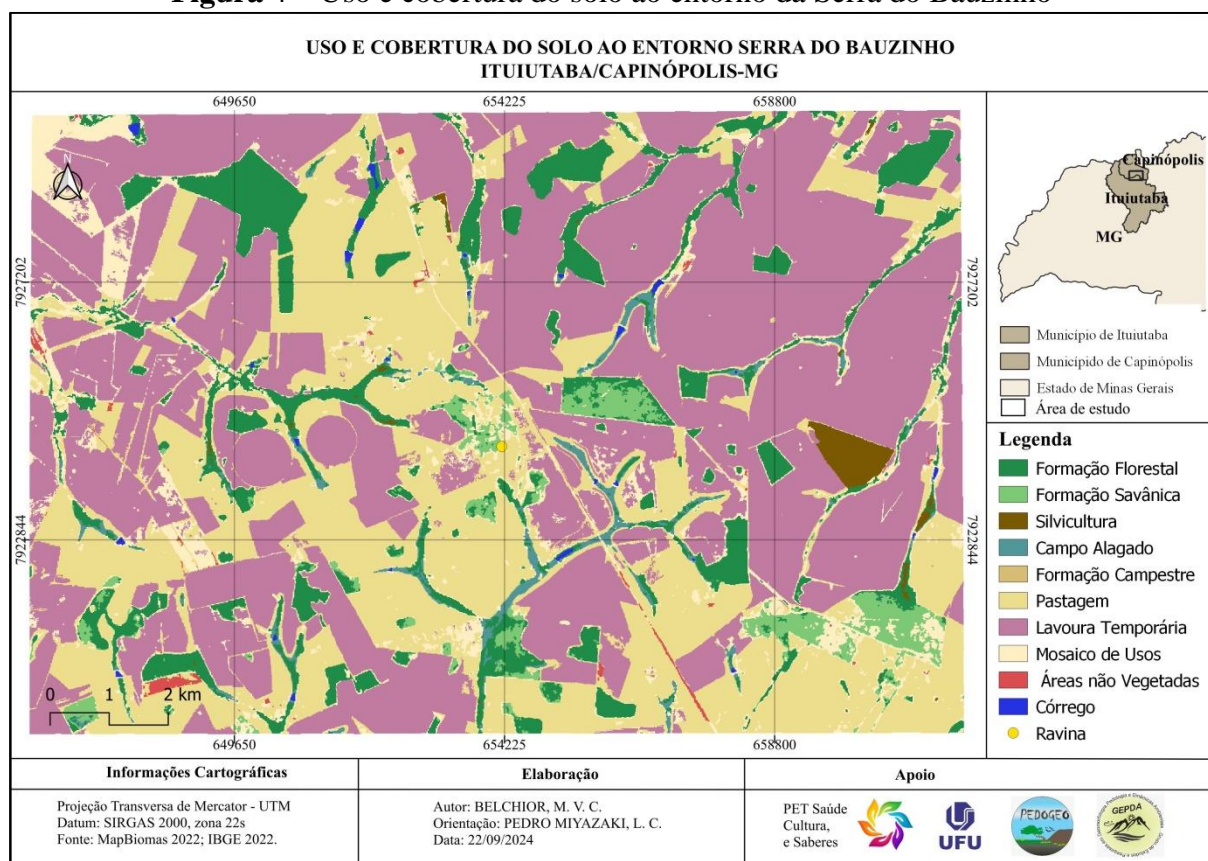 Figura 4 – Uso e cobertura do solo ao entorno da Serra do Bauzinho
USO E COBERTURA DO SOLO AO ENTORNO SERRA DO BAUZINHO
ITUIUTABA/CAPINÓPOLIS-MG
649650
654225
658800
N
7927202
7927202
7922844
7922844
0 1 2 km
649650
654225
658800
Capinópolis
Ituiutaba
MG
Município de Ituiutaba
Municípido de Capinópolis
Estado de Minas Gerais
Área de estudo
Legenda
Formação Florestal
Formação Savânica
Silvicultura
Campo Alagado
Formação Campestre
Pastagem
Lavoura Temporária
Mosaico de Usos
Áreas não Vegetadas
Córrego
Ravina
Informações Cartográficas
Projeção Transversa de Mercator - UTM
Datum: SIRGAS 2000, zona 22s
Fonte: MapBiomas 2022; IBGE 2022.
Elaboração
Autor: BELCHIOR, M. V. C.
Orientação: PEDRO MIYAZAKI, L. C.
Data: 22/09/2024
Apoio
PET Saúde
Cultura,
e Saberes
UFU
PEDOGEO
GEPDA